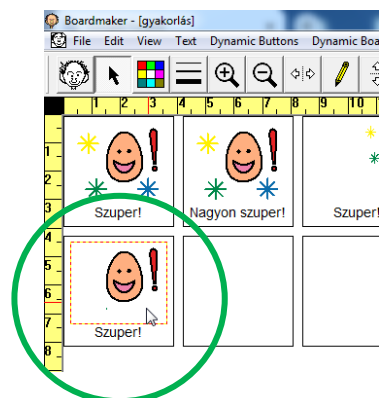 Boardmaker - [gyakorlás]
File Edit View Text Dynamic Buttons Dynamic Boa
1 2 3 4 5 6 7 8 9 10
1
2
3
4
5
6
7
8
Szuper! Nagyon szuper! Szuper!
Szuper!